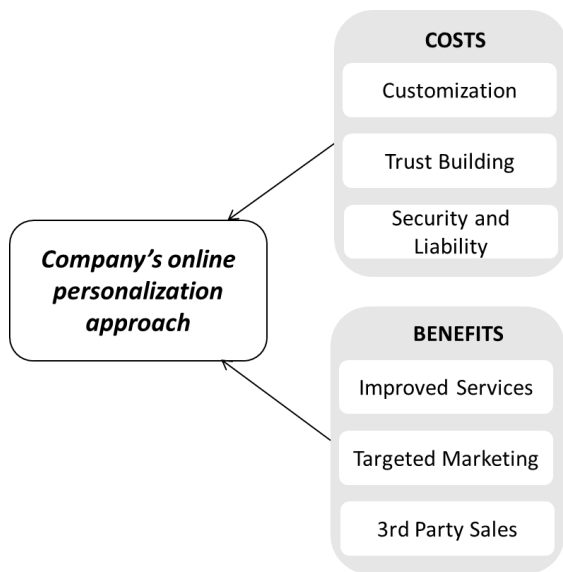 COSTS
Customization
Trust Building
Security and
Liability
Company’s online
personalization
approach
BENEFITS
Improved Services
Targeted Marketing
3rd Party Sales